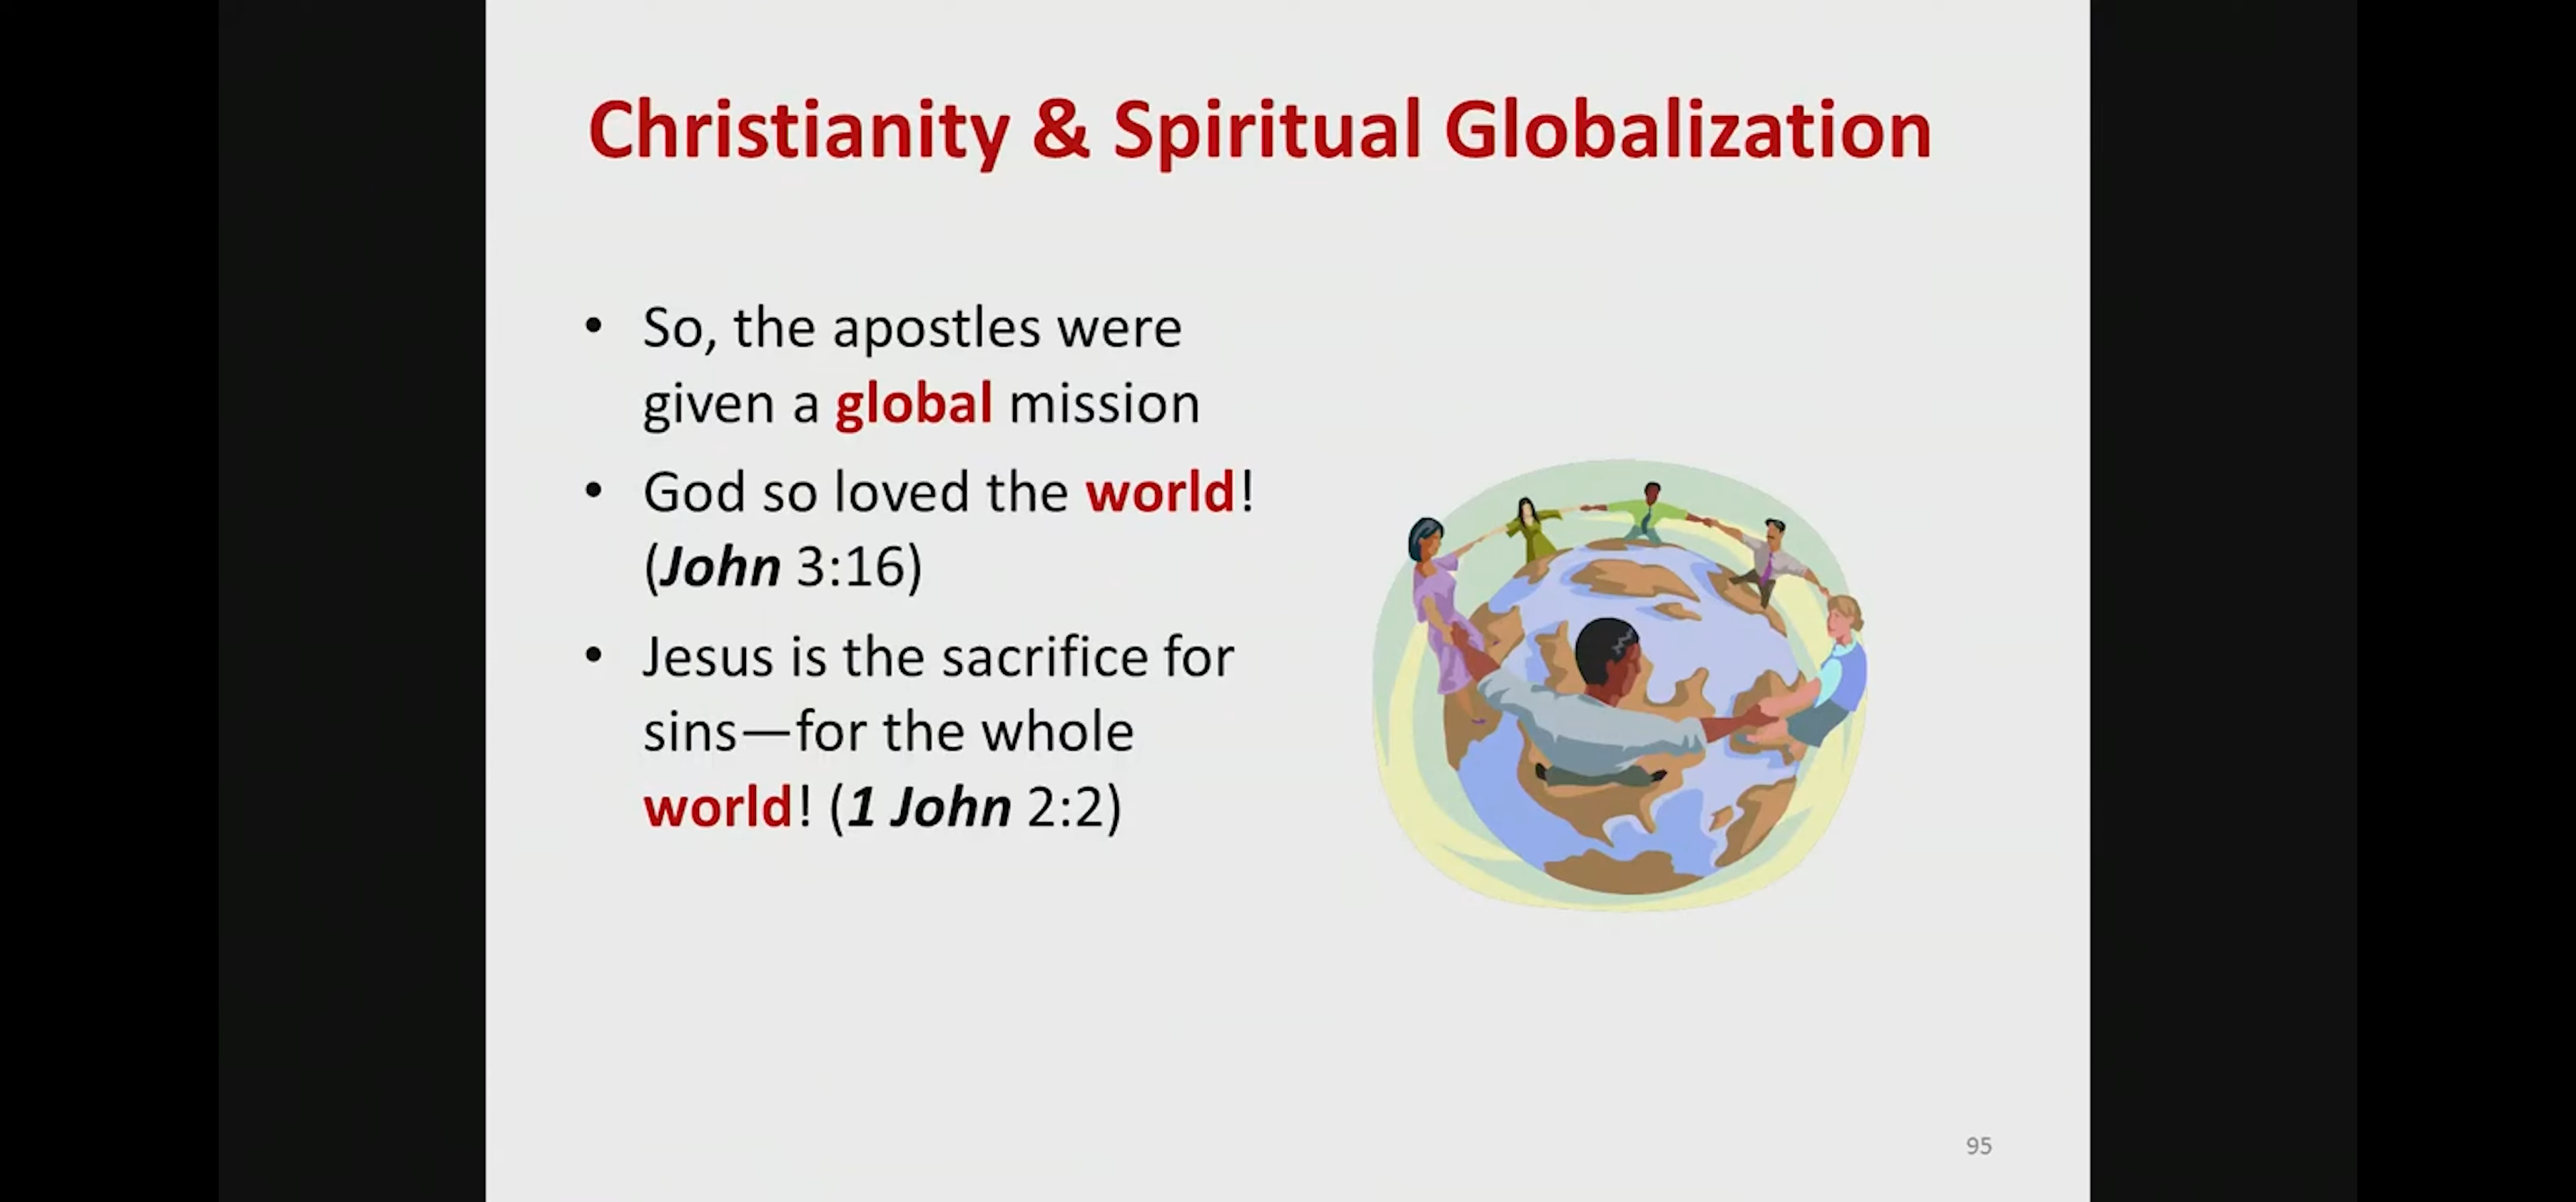 Christianity & Spiritual Globalization
• So, the apostles were
given a global mission
• God so loved the world!
(John 3:16)
• Jesus is the sacrifice for
sins—for the whole
world! (1 John 2:2)
95